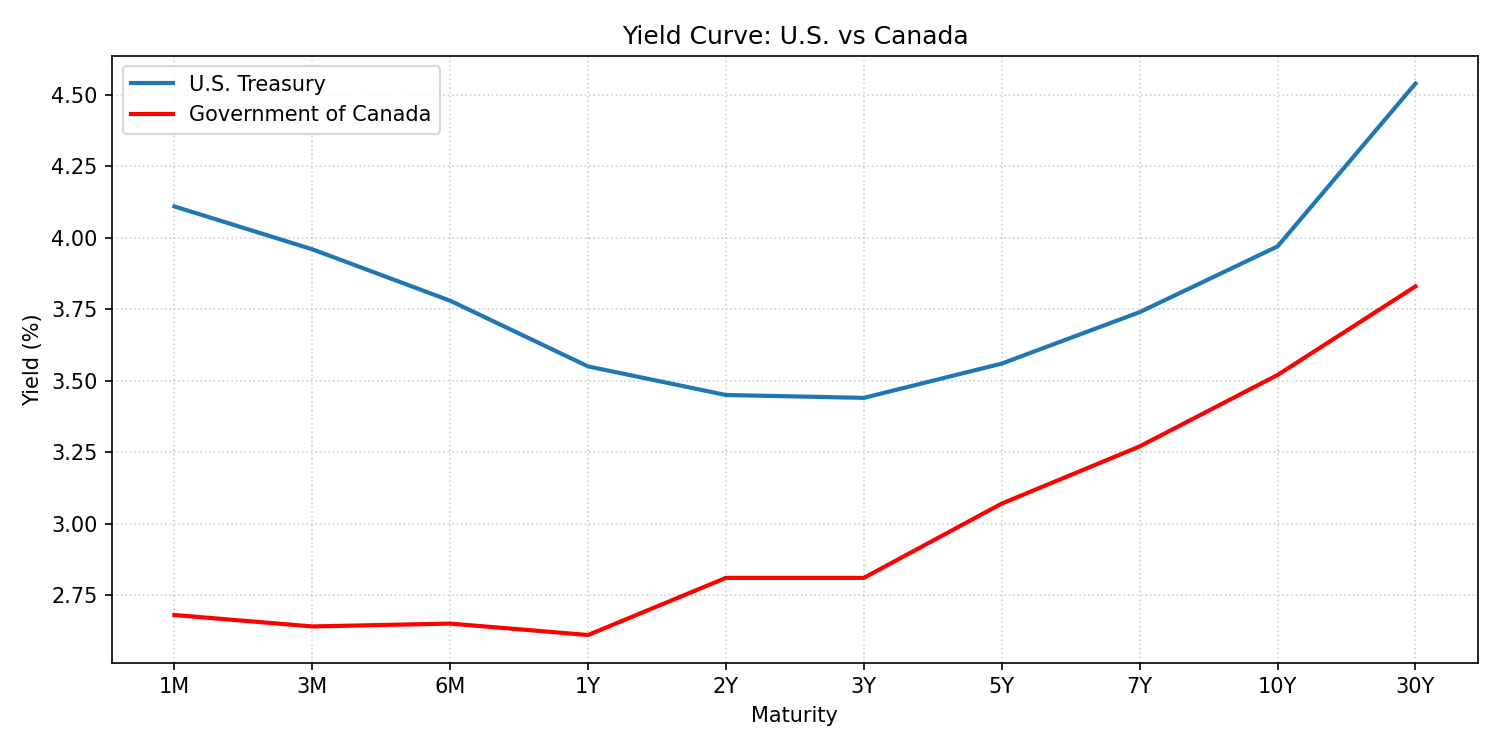 Yield Curve: U.S. vs Canada
U.S. Treasury
Government of Canada
4.50
4.25
4.00
3.75
3.50
3.25
3.00
2.75
Yield (%)
1M 3M 6M 1Y 2Y 3Y 5Y 7Y 10Y 30Y
Maturity